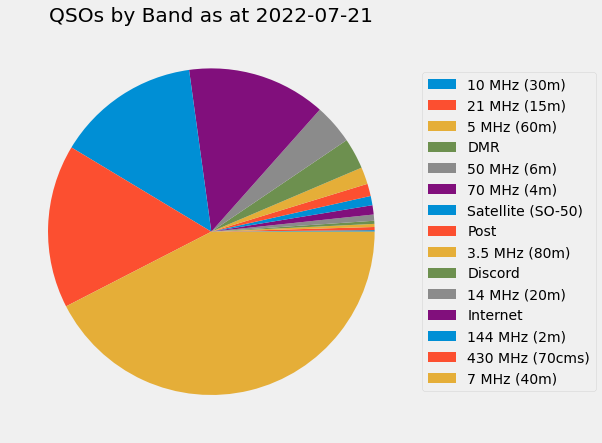 QSOs by Band as at 2022-07-21
10 MHz (30m)
21 MHz (15m)
5 MHz (60m)
DMR
50 MHz (6m)
70 MHz (4m)
Satellite (SO-50)
Post
3.5 MHz (80m)
Discord
14 MHz (20m)
Internet
144 MHz (2m)
430 MHz (70cms)
7 MHz (40m)